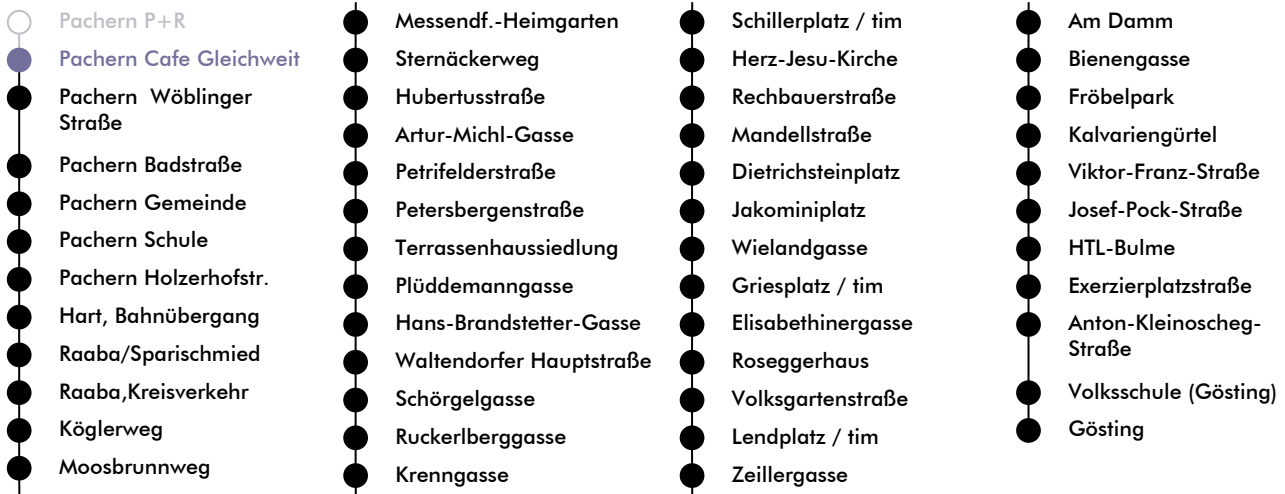 Pachern P+R
Pachern Cafe Gleichweit
Pachern  Wöblinger
Straße
Pachern Badstraße
Pachern Gemeinde
Pachern Schule
Pachern Holzerhofstr.
Hart, Bahnübergang
Raaba/Sparischmied
Raaba,Kreisverkehr
Köglerweg
Moosbrunnweg
Messendf.-Heimgarten
Sternäckerweg
Hubertusstraße
Artur-Michl-Gasse
Petrifelderstraße
Petersbergenstraße
Terrassenhaussiedlung
Plüddemanngasse
Hans-Brandstetter-Gasse
Waltendorfer Hauptstraße
Schörgelgasse
Ruckerlberggasse
Krenngasse
Schillerplatz / tim
Herz-Jesu-Kirche
Rechbauerstraße
Mandellstraße
Dietrichsteinplatz
Jakominiplatz
Wielandgasse
Griesplatz / tim
Elisabethinergasse
Roseggerhaus
Volksgartenstraße
Lendplatz / tim
Zeillergasse
Am Damm
Bienengasse
Fröbelpark
Kalvariengürtel
Viktor-Franz-Straße
Josef-Pock-Straße
HTL-Bulme
Exerzierplatzstraße
Anton-Kleinoscheg-
Straße
Volksschule (Gösting)
Gösting